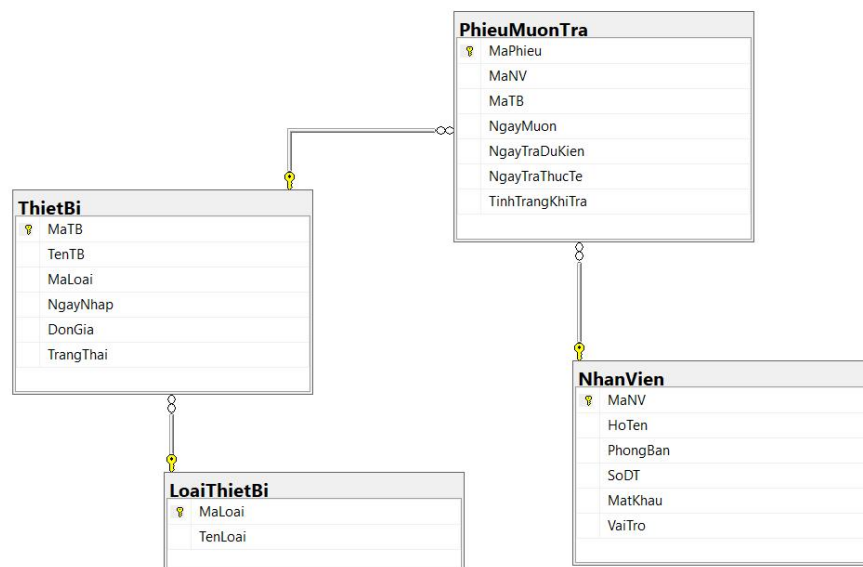 PhieuMuonTra
MaPhieu
MaNV
MaTB
NgayMuon
NgayTraDuKien
NgayTraThucTe
TinhTrangKhiTra
ThietBi
MaTB
TenTB
MaLoai
NgayNhap
DonGia
TrangThai
NhanVien
MaNV
HoTen
PhongBan
SoDT
MatKhau
VaiTro
LoaiThietBi
MaLoai
TenLoai